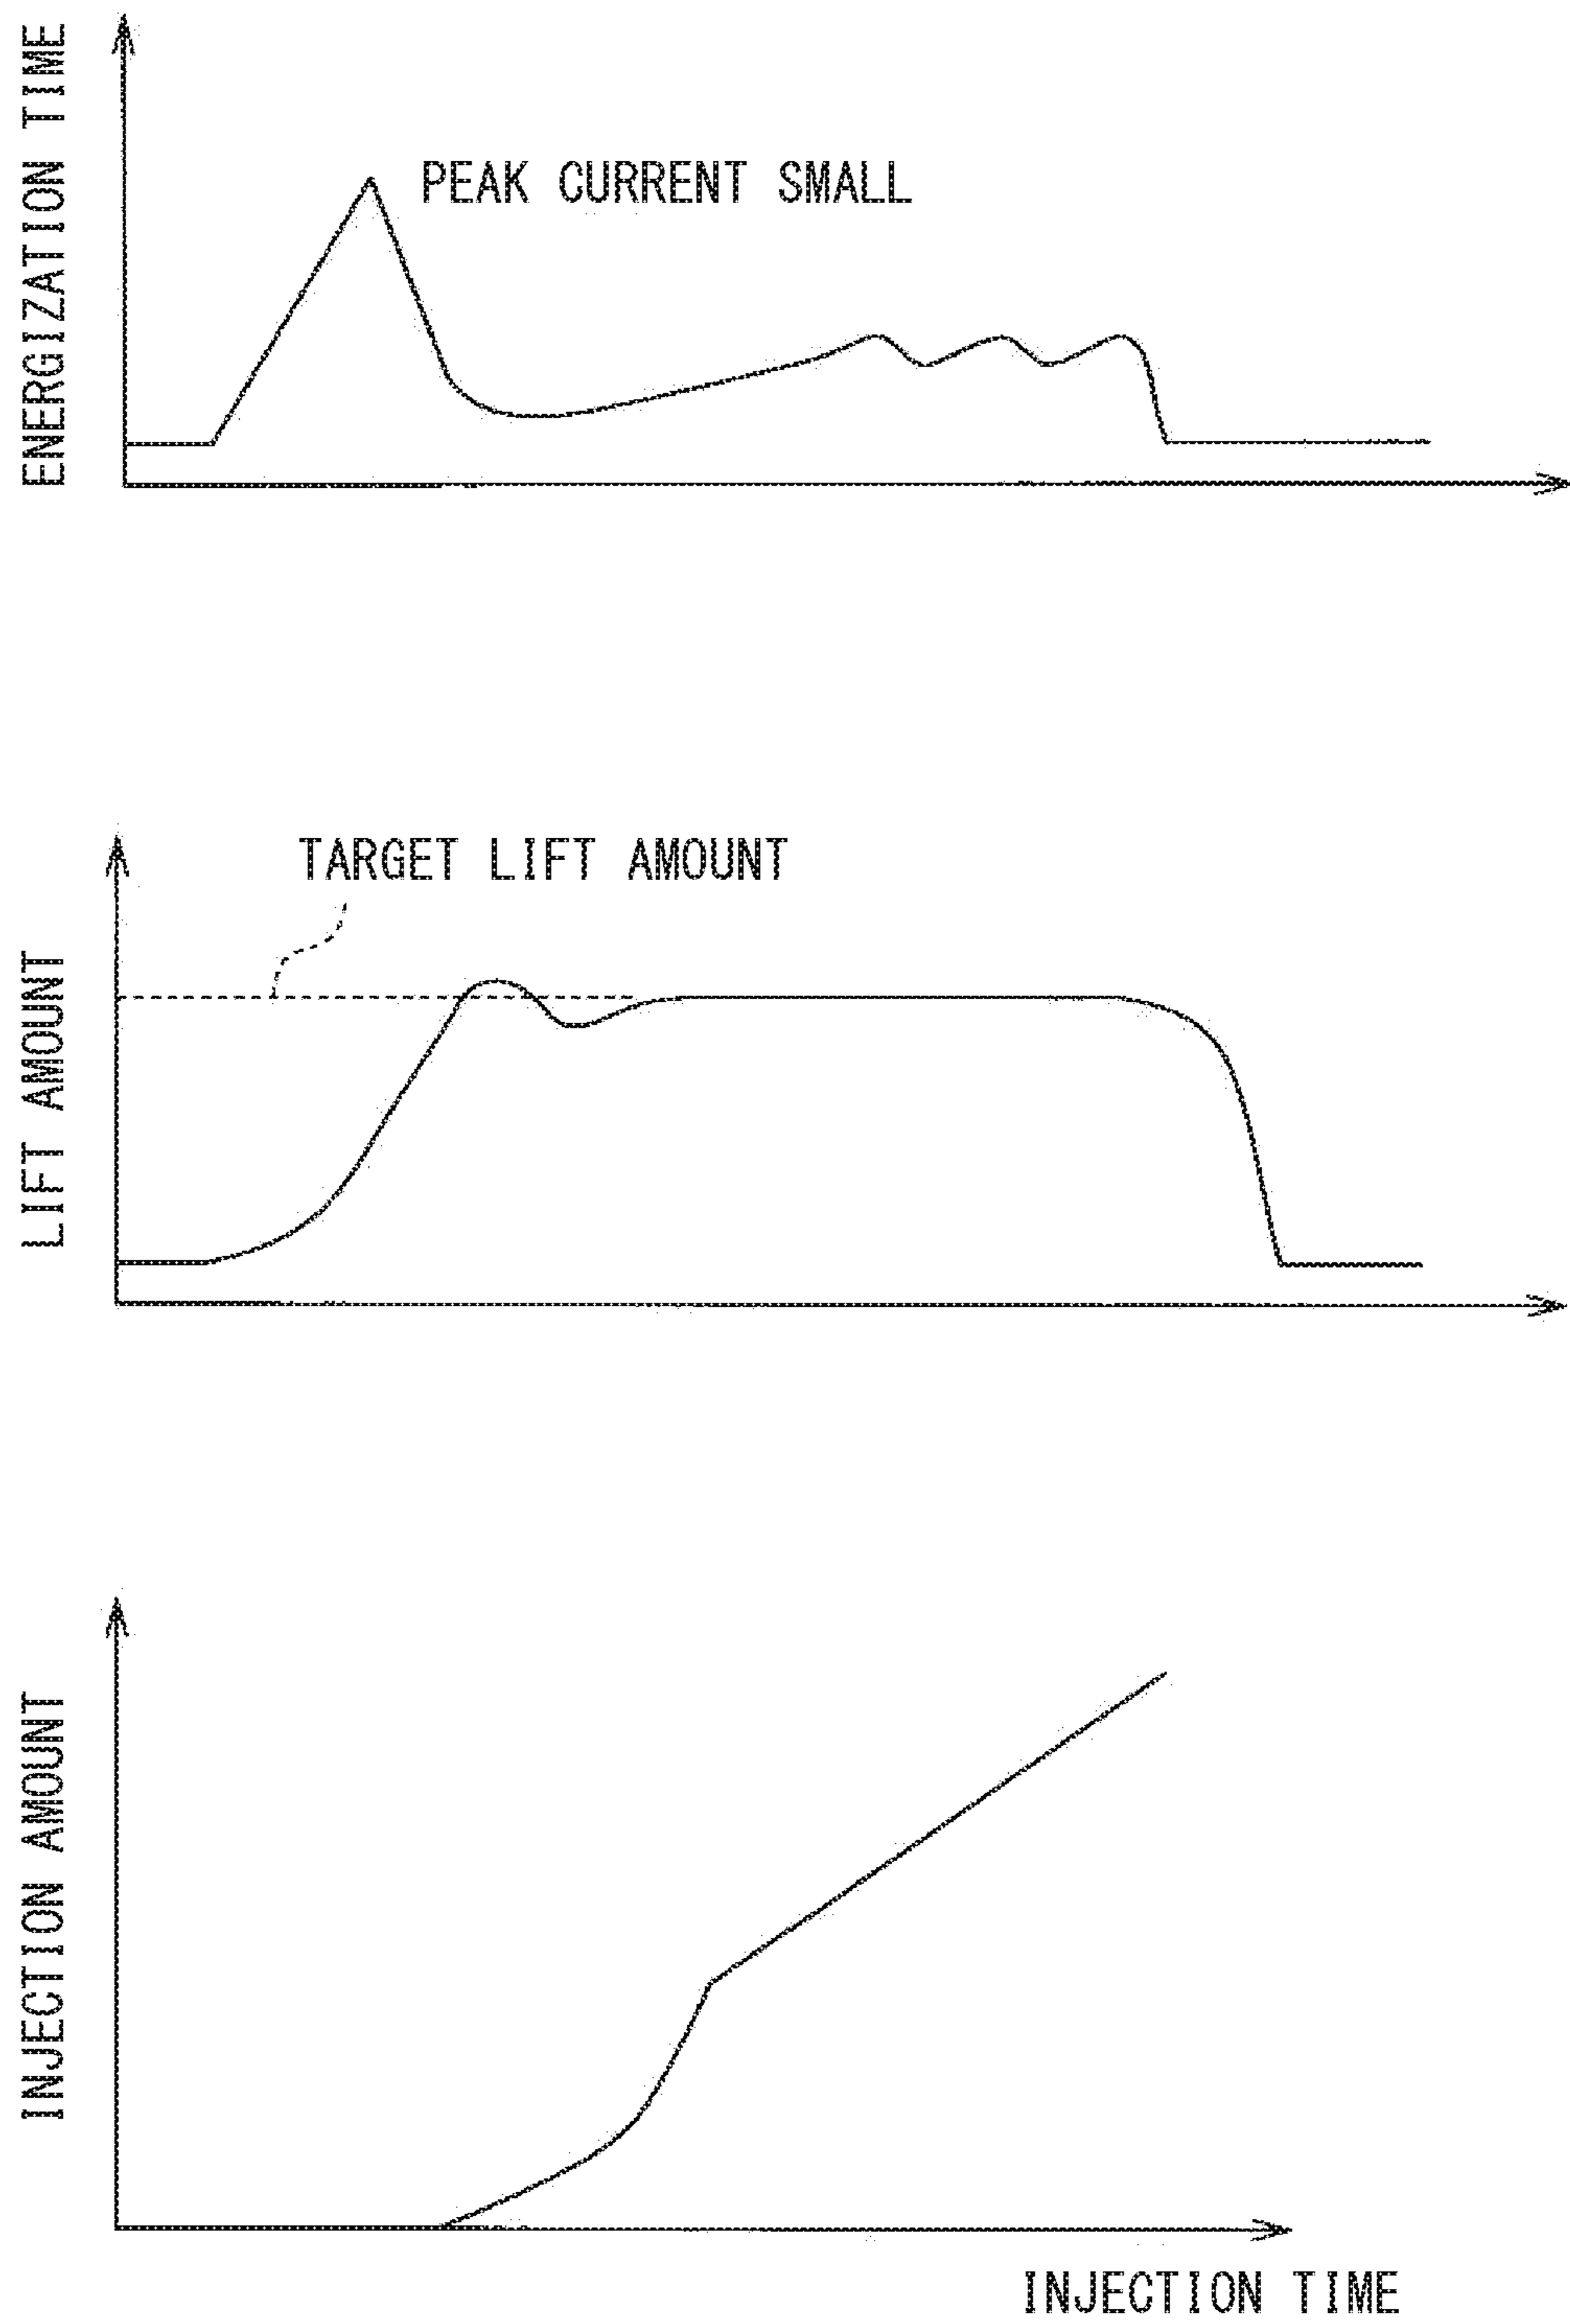 ENERGIZATION TIME
PEAK CURRENT SMALL
LIFT AMOUNT
TARGET LIFT AMOUNT
INJECTION AMOUNT
INJECTION TIME